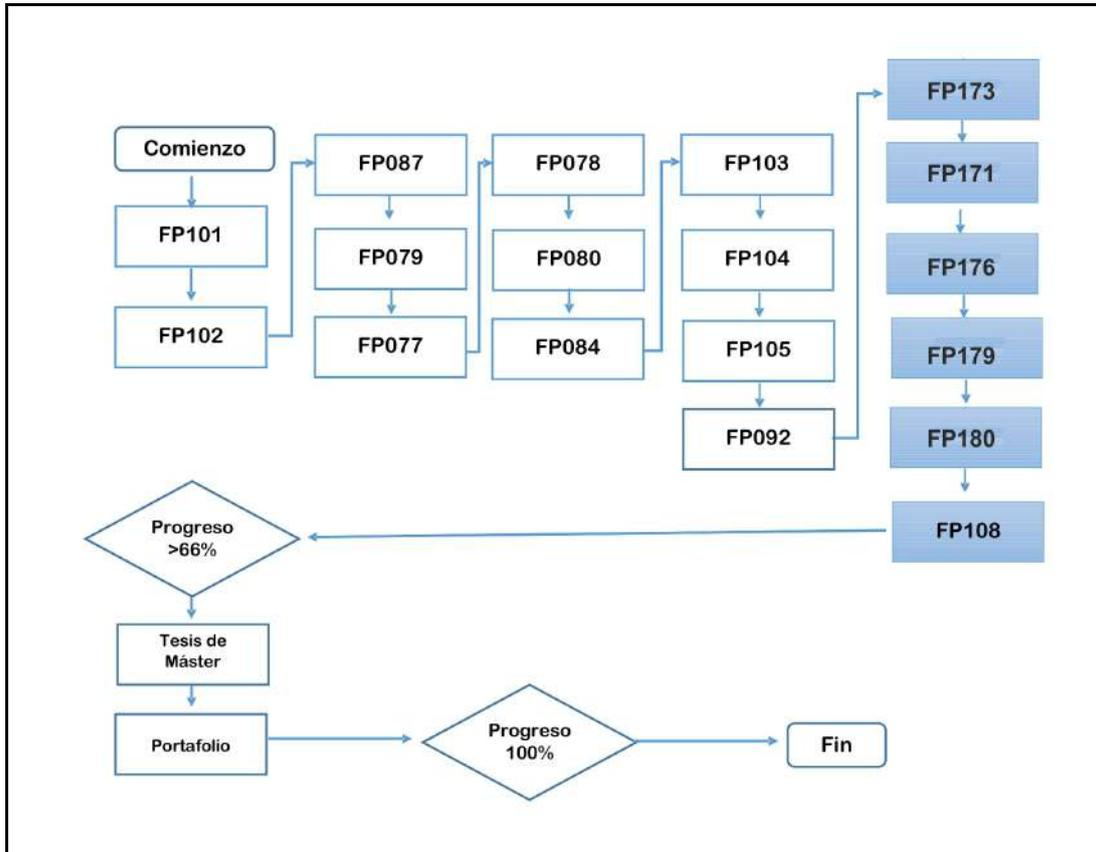 Comienzo
FP101
FP102
FP087
FP079
FP077
FP078
FP080
FP084
FP103
FP104
FP105
FP092
FP173
FP171
FP176
FP179
FP180
FP108
Progreso
>66%
Tesis de
Máster
Portafolio
Progreso
100%
Fin